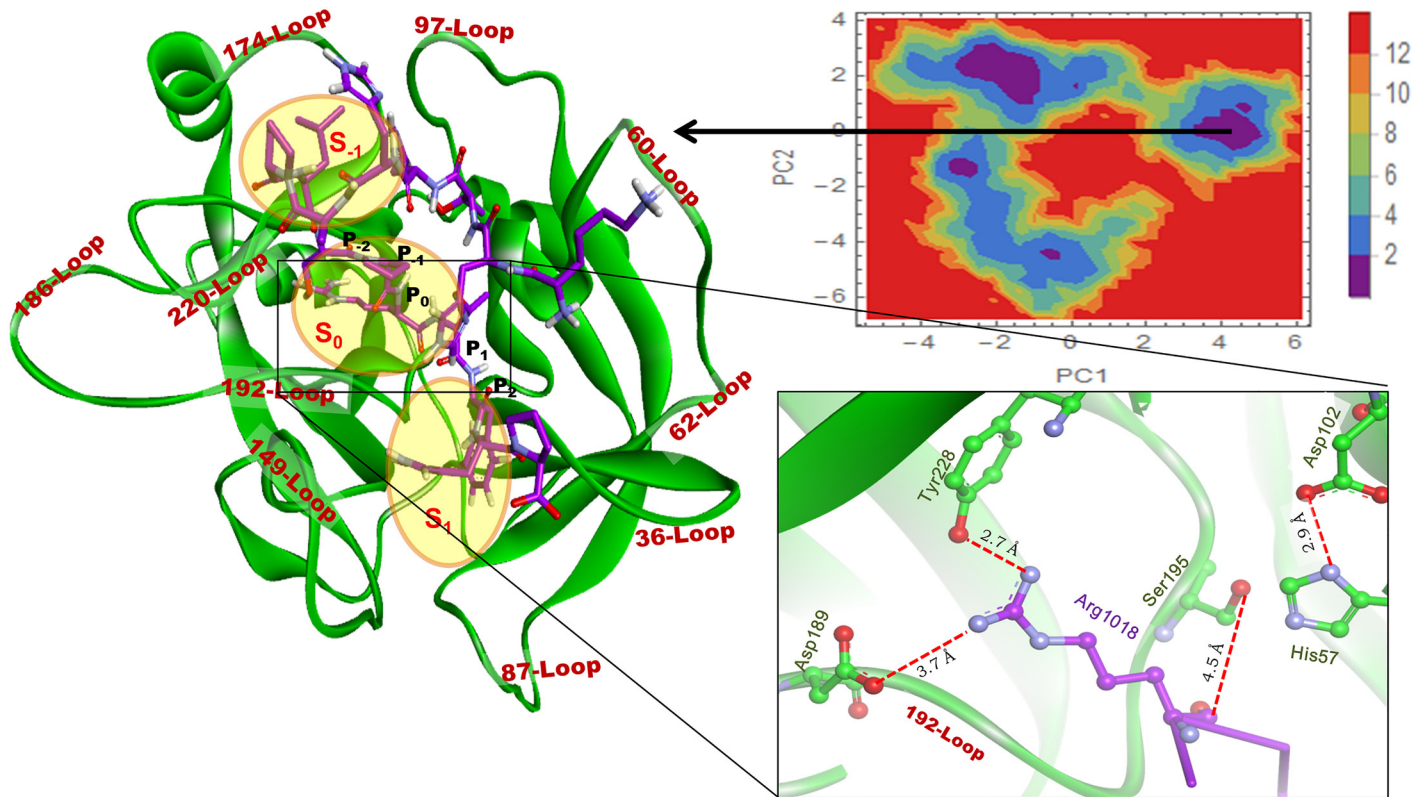 174-Loop
97-Loop
60-Loop
S-1
186-Loop
220-Loop
P-2
P-1
P0
S0
P1
P2
192-Loop
62-Loop
149-Loop
S1
36-Loop
87-Loop
4
2
0
−2
−4
−6
PC2
−4 −2 0 2 4 6
PC1
12
10
8
6
4
2
Tyr228
Asp102
2.7 Å
2.9 Å
Ser195
Arg1018
Asp189
His57
3.7 Å
4.5 Å
192-Loop